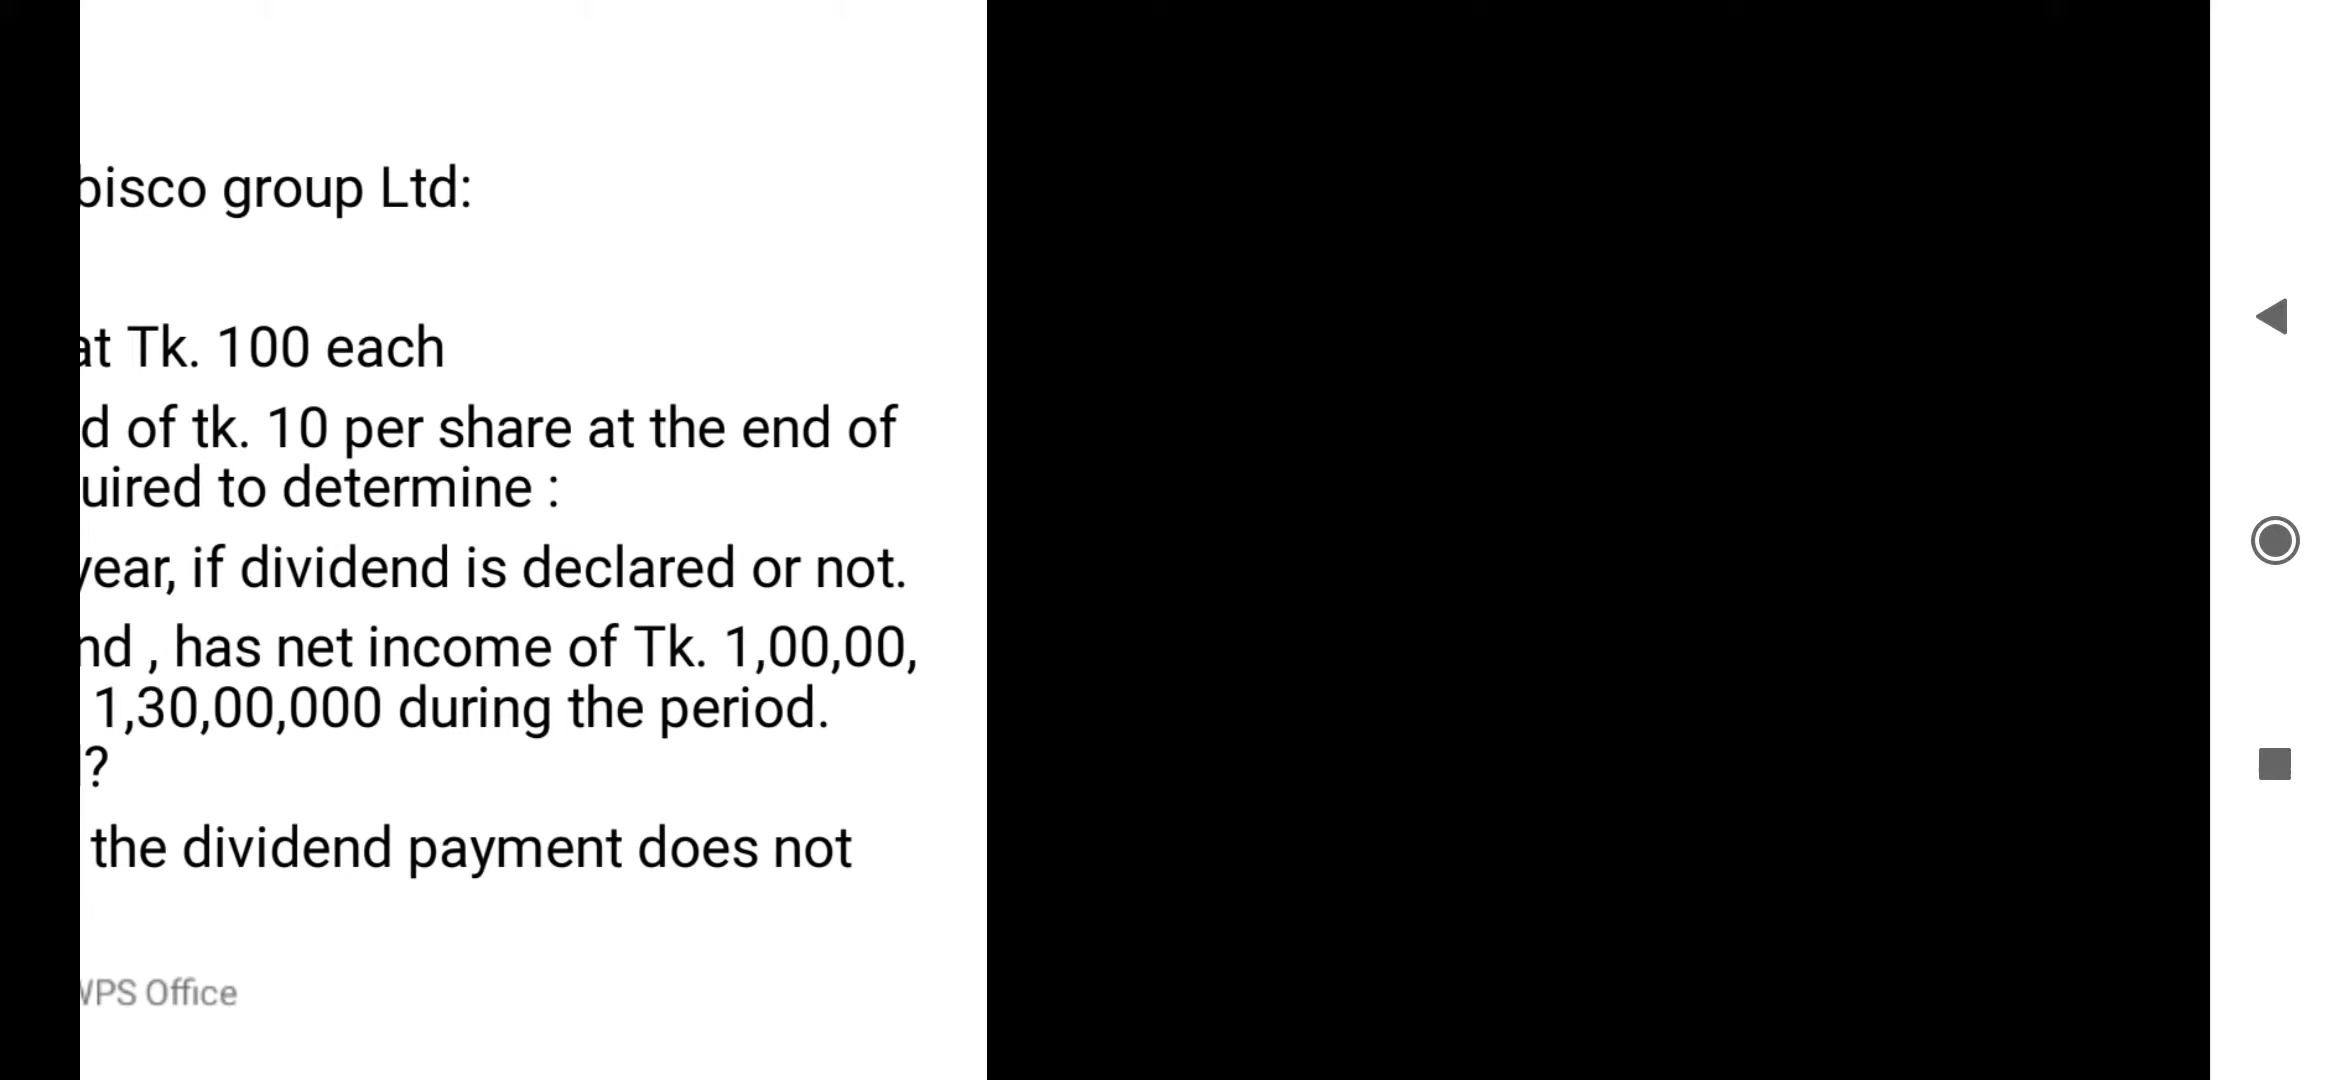 bisco group Ltd:
at Tk. 100 each
d of tk. 10 per share at the end of
uired to determine :
year, if dividend is declared or not.
nd , has net income of Tk. 1,00,00,
1,30,00,000 during the period.
?
the dividend payment does not
WPS Office